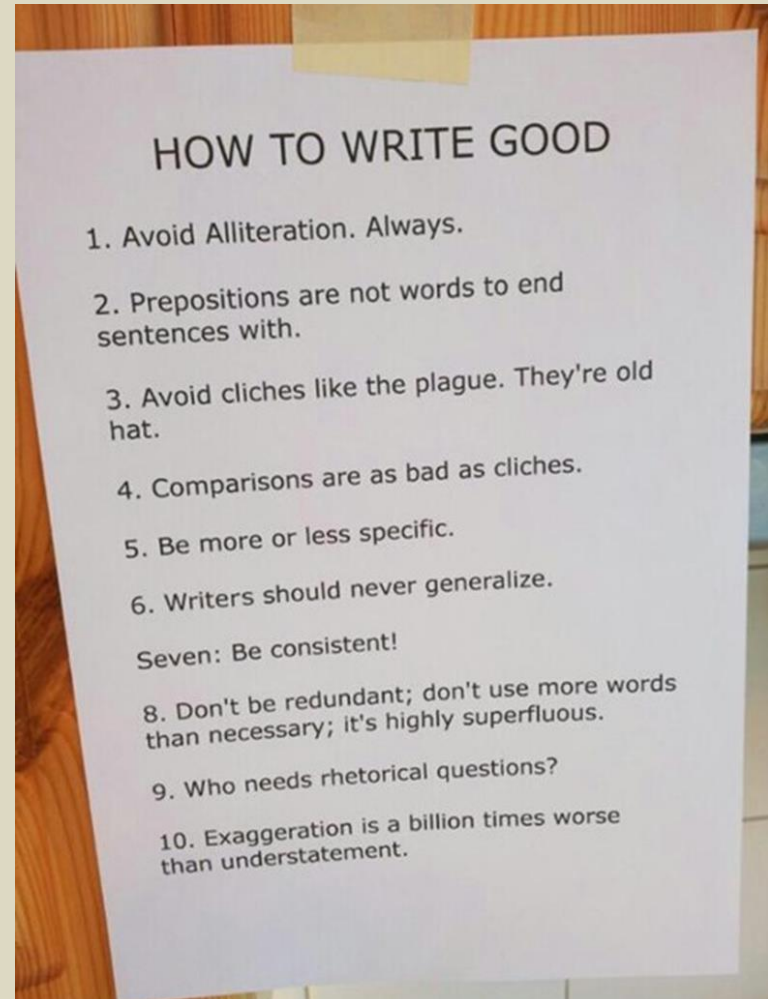 HOW TO WRITE GOOD
1. Avoid Alliteration. Always.
2. Prepositions are not words to end
sentences with.
3. Avoid cliches like the plague. They're old
hat.
4. Comparisons are as bad as cliches.
5. Be more or less specific.
6. Writers should never generalize.
Seven: Be consistent!
8. Don't be redundant; don't use more words
than necessary; it's highly superfluous.
9. Who needs rhetorical questions?
10. Exaggeration is a billion times worse
than understatement.